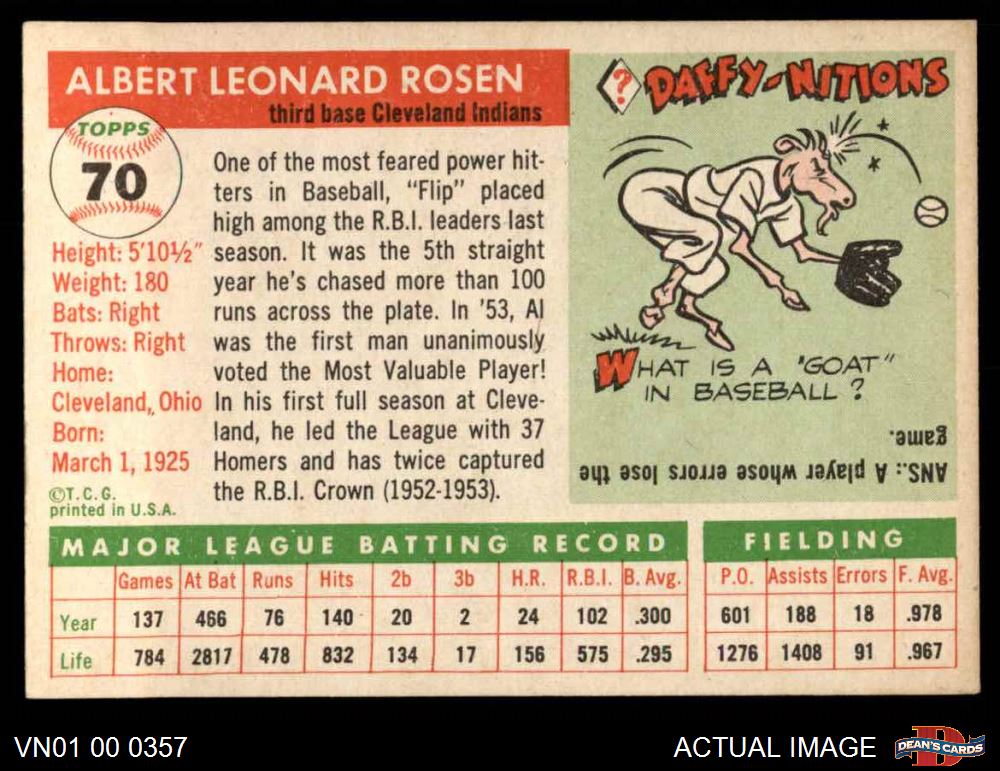 ALBERT LEONARD ROSEN
third base Cleveland Indians
TOPPS
70
Height: 5'10½"
Weight: 180
Bats: Right
Throws: Right
Home:
Cleveland, Ohio
Born:
March 1, 1925
©T.C.G.
printed in U.S.A.
One of the most feared power hit-
ters in Baseball, "Flip" placed
high among the R.B.I. leaders last
season. It was the 5th straight
year he's chased more than 100
runs across the plate. In '53, Al
was the first man unanimously
voted the Most Valuable Player!
In his first full season at Cleve-
land, he led the League with 37
Homers and has twice captured
the R.B.I. Crown (1952-1953).
? DAFFY-NITIONS
WHAT IS A "GOAT"
IN BASEBALL?
ANS.: A player whose errors lose the
game.
MAJOR LEAGUE BATTING RECORD
Games At Bat Runs Hits 2b 3b H.R. R.B.I. B. Avg.
Year 137 466 76 140 20 2 24 102 .300
Life 784 2817 478 832 134 17 156 575 .295
FIELDING
P.O. Assists Errors F. Avg.
601 188 18 .978
1276 1408 91 .967
VN01 00 0357
ACTUAL IMAGE
D
DEAN'S CARDS